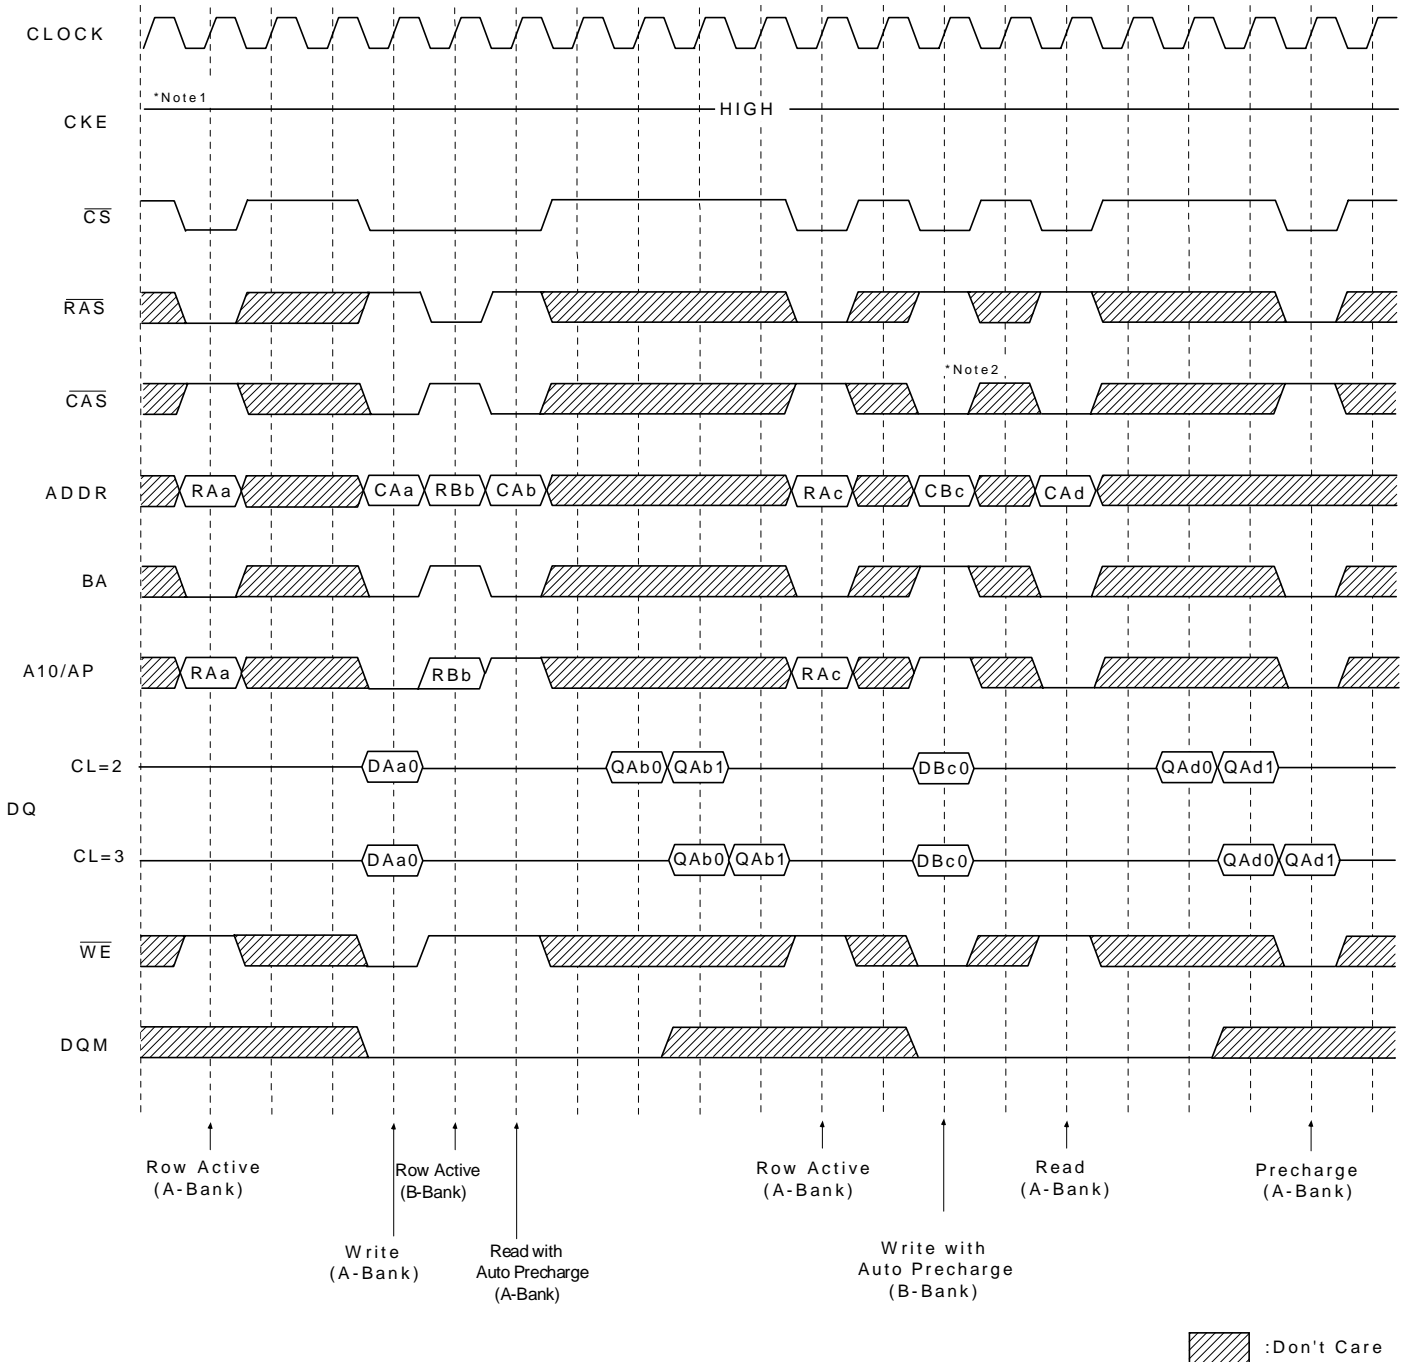 CLOCK
*Note1
CKE
HIGH
CS
RAS
CAS
*Note2
ADDR
RAa
CAa
RBb
CAb
RAc
CBc
CAd
BA
A10/AP
RAa
RBb
RAc
CL=2
DAa0
QAb0
QAb1
DBc0
QAd0
QAd1
DQ
CL=3
DAa0
QAb0
QAb1
DBc0
QAd0
QAd1
WE
DQM
Row Active
(A-Bank)
Row Active
(B-Bank)
Row Active
(A-Bank)
Read
(A-Bank)
Precharge
(A-Bank)
Write
(A-Bank)
Read with
Auto Precharge
(A-Bank)
Write with
Auto Precharge
(B-Bank)
:Don't Care